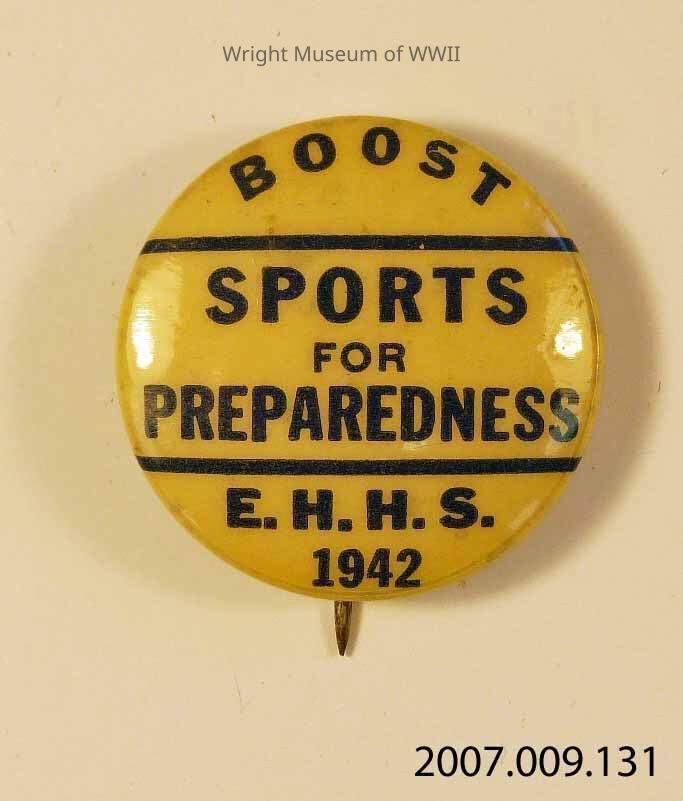 Wright Museum of WWII
BOOST
SPORTS
FOR
PREPAREDNESS
E. H. H. S.
1942
2007.009.131